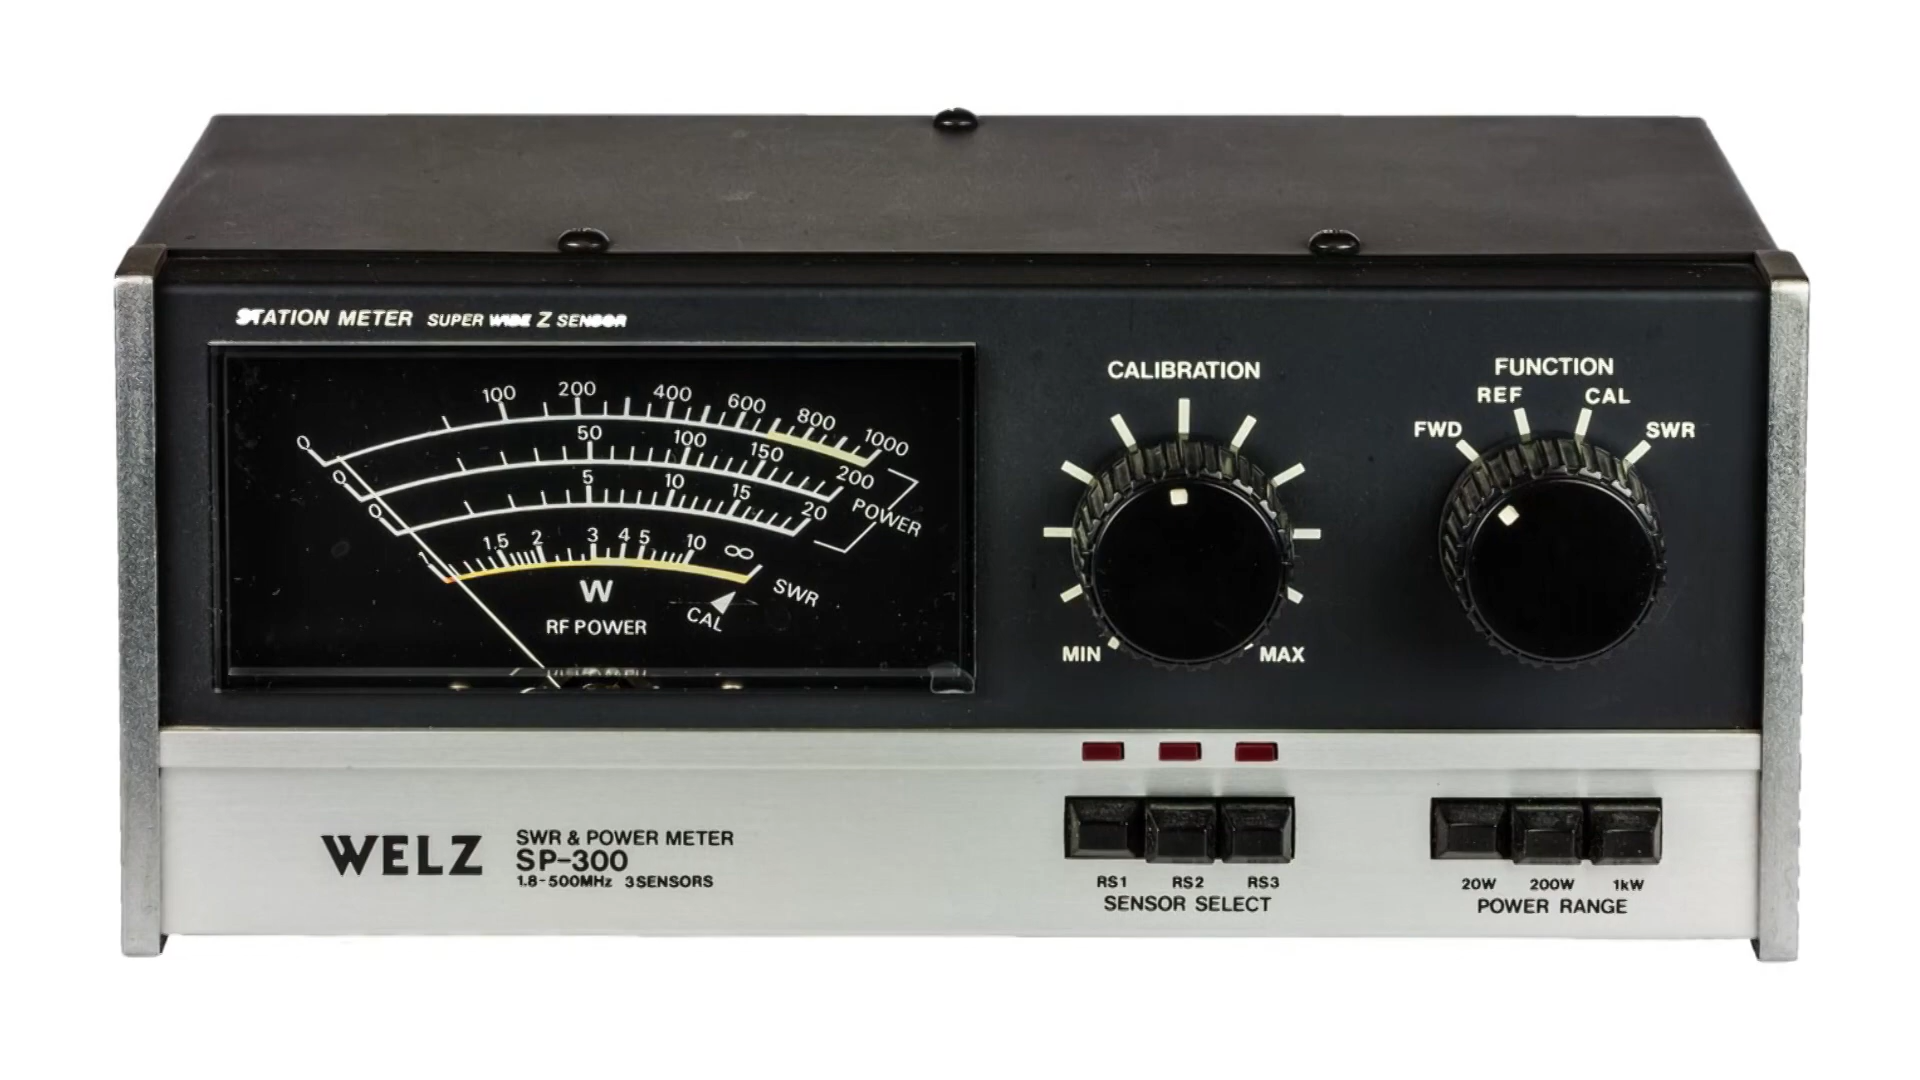 STATION METER SUPER WIDE Z SENSOR
0 100 200 400 600 800 1000
0 50 100 150 200
0 5 10 15 20
POWER
1 1.5 2 3 4 5 10 ∞
SWR
W
CAL
RF POWER
CALIBRATION
MIN MAX
FUNCTION
FWD REF CAL SWR
WELZ
SWR & POWER METER
SP-300
1.8-500MHz 3SENSORS
RS1 RS2 RS3
SENSOR SELECT
20W 200W 1kW
POWER RANGE